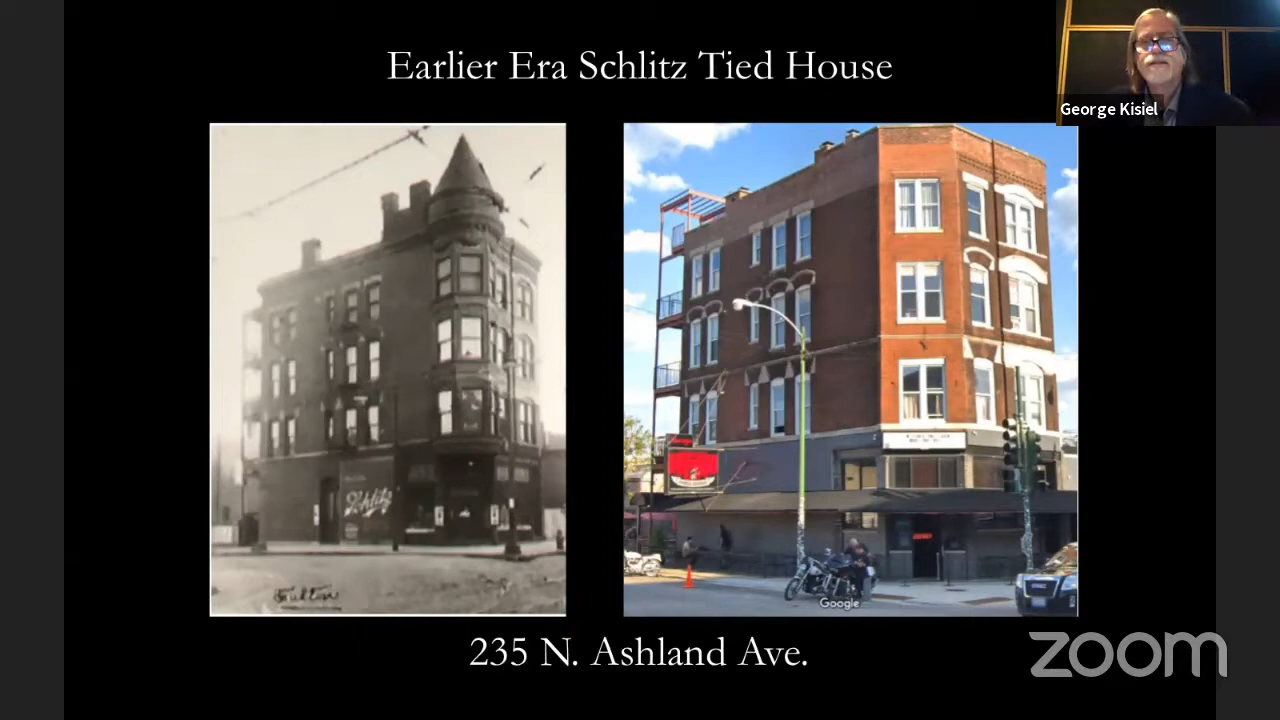 Earlier Era Schlitz Tied House
George Kisiel
Schlitz
Fulton
Google
235 N. Ashland Ave.
zoom